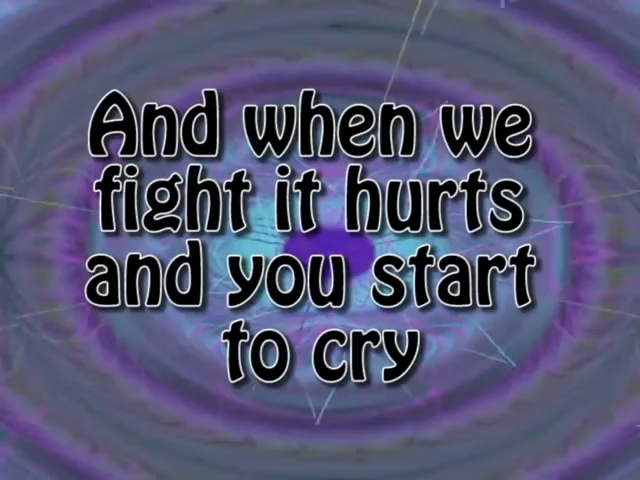 And when we
fight it hurts
and you start
to cry